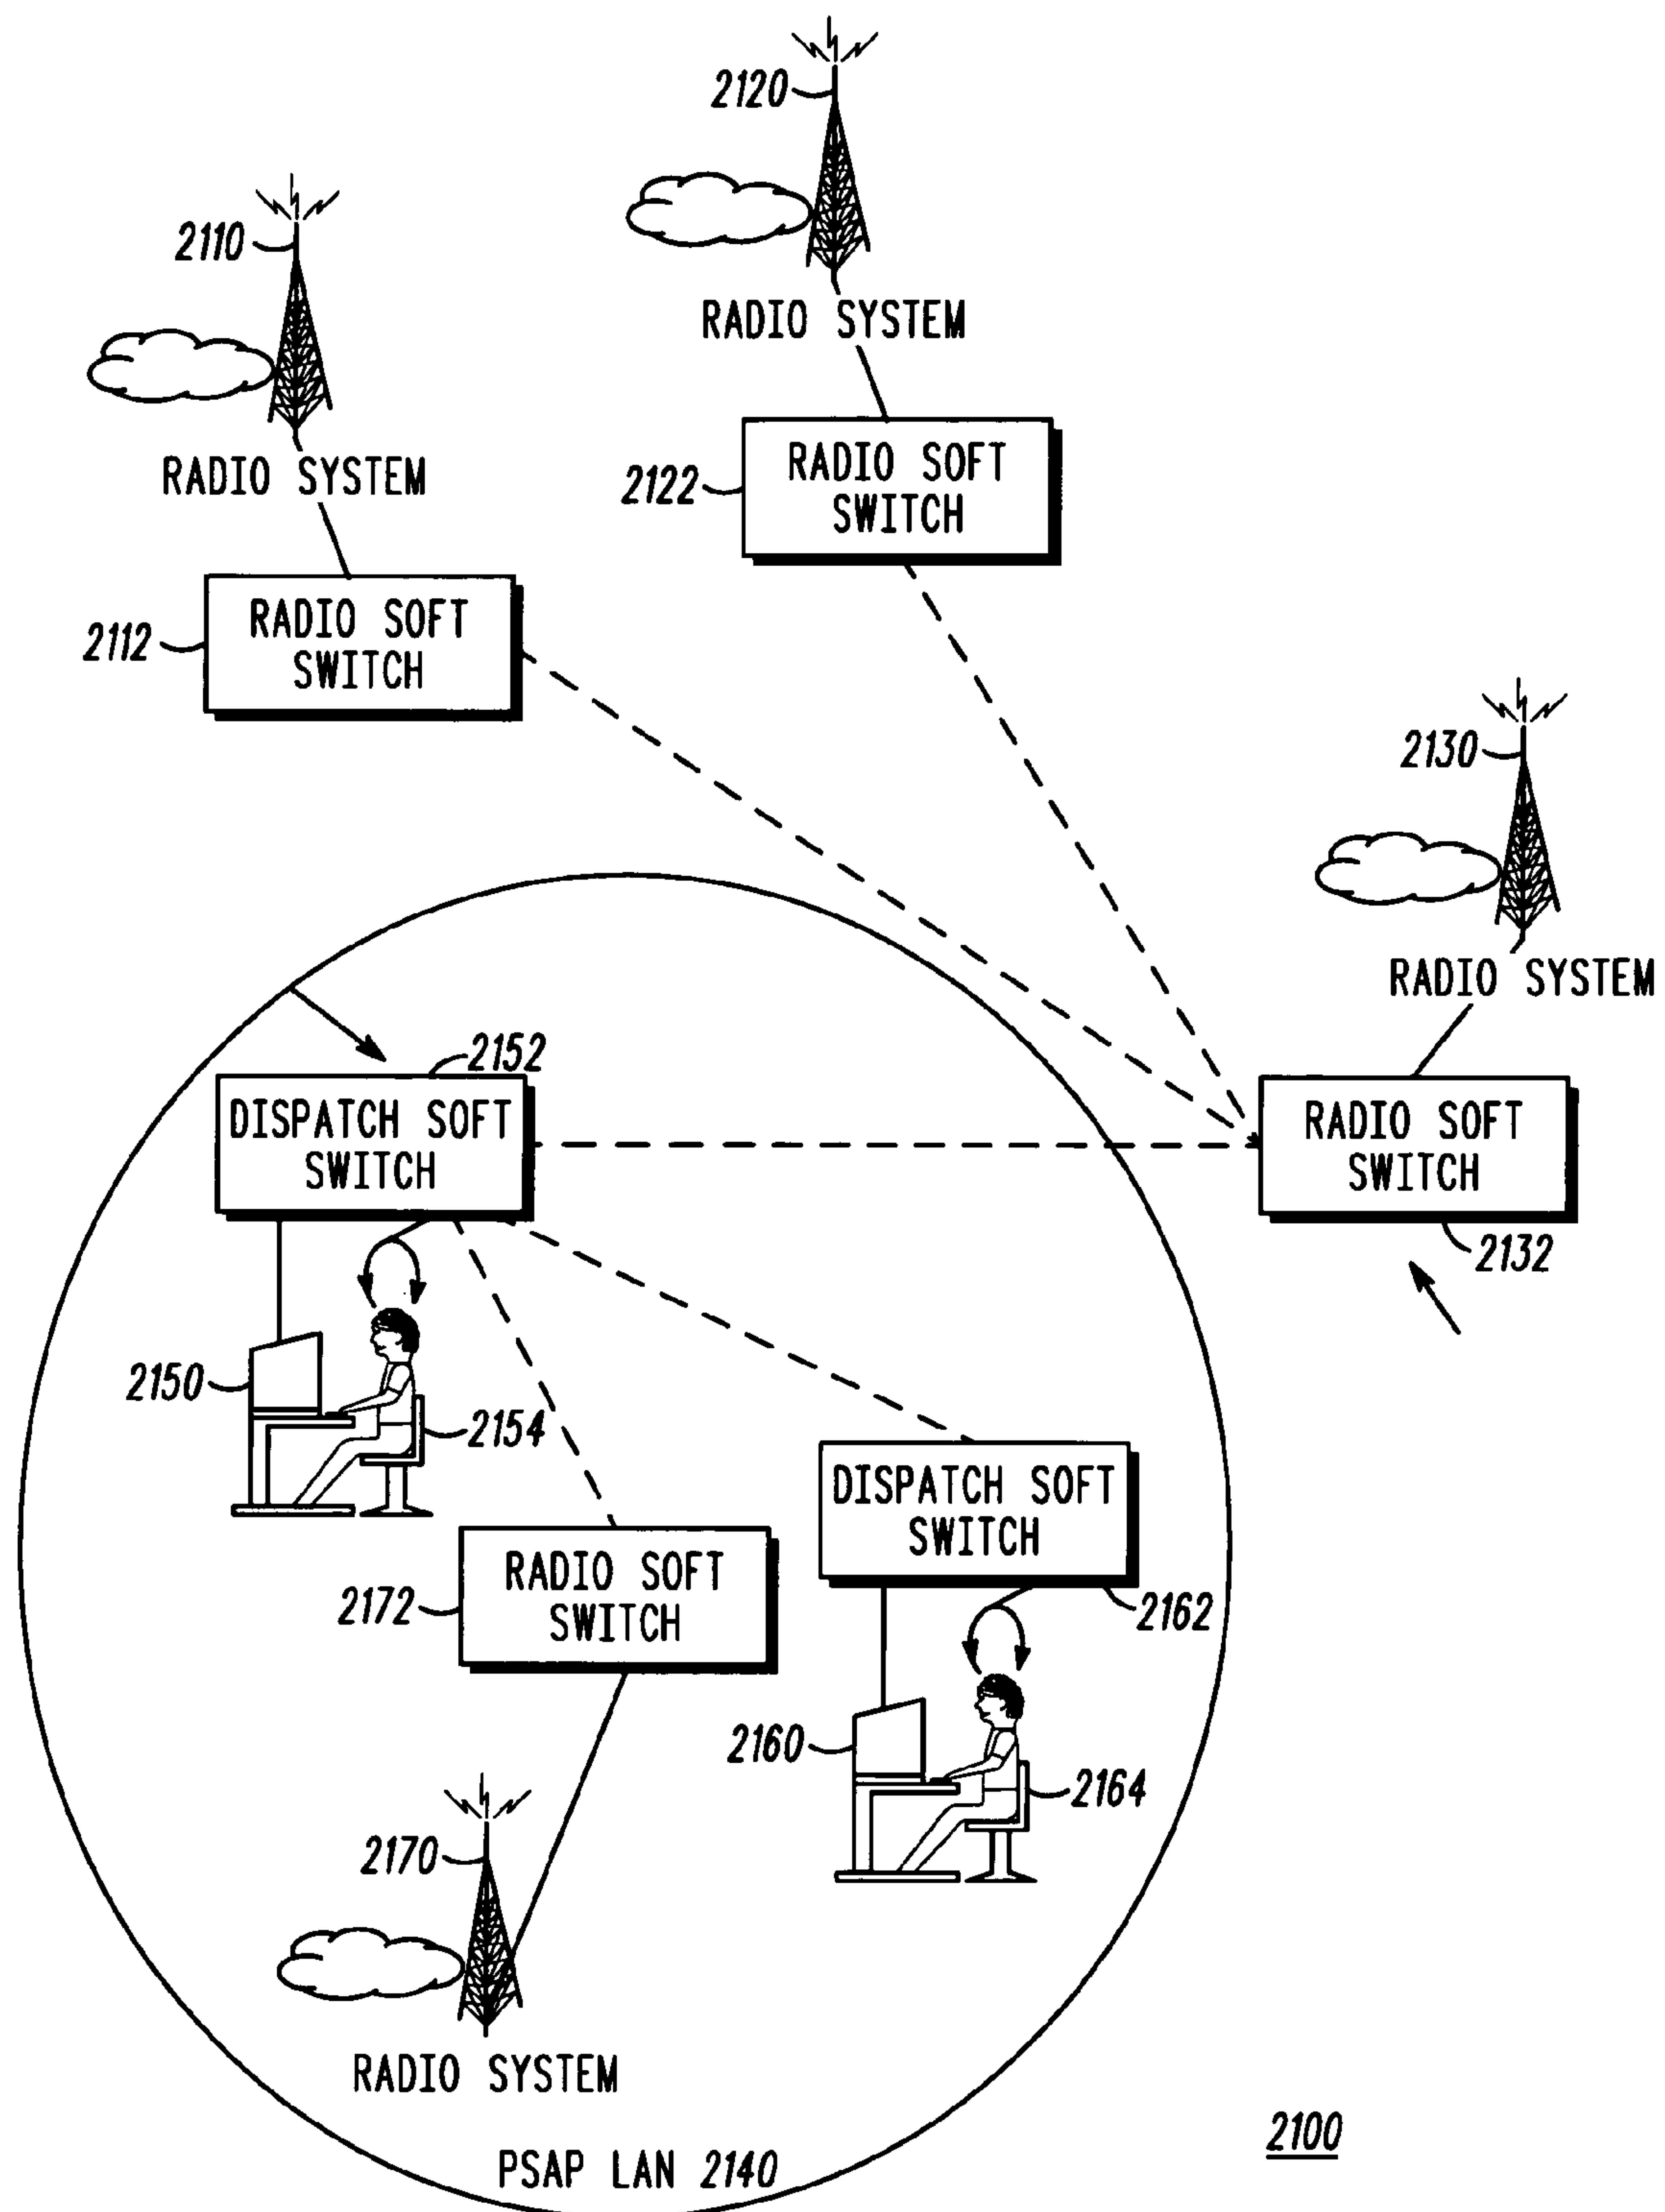 2120
2110
RADIO SYSTEM
RADIO SYSTEM
RADIO SOFT
SWITCH
2122
RADIO SOFT
SWITCH
2112
2130
RADIO SYSTEM
2152
DISPATCH SOFT
SWITCH
RADIO SOFT
SWITCH
2132
2150
2154
DISPATCH SOFT
SWITCH
RADIO SOFT
SWITCH
2172
2162
2160
2164
2170
RADIO SYSTEM
2100
PSAP LAN 2140